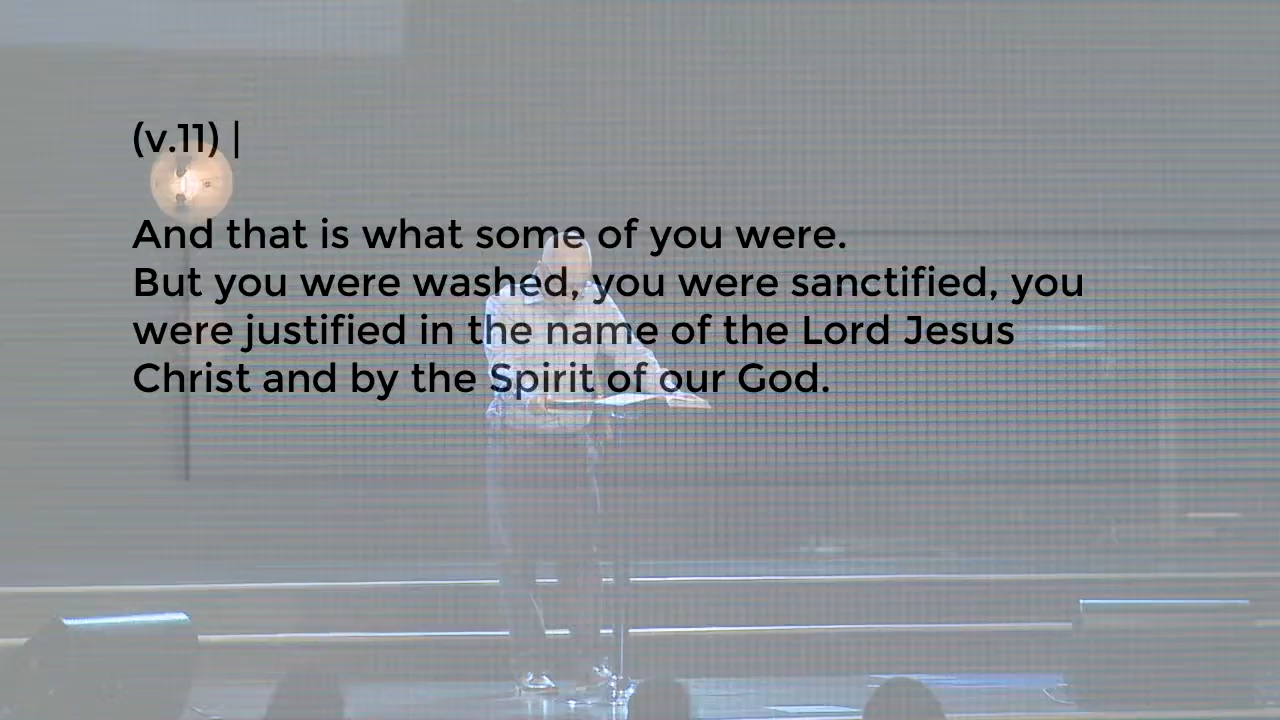 (v.11) |
And that is what some of you were.
But you were washed, you were sanctified, you
were justified in the name of the Lord Jesus
Christ and by the Spirit of our God.